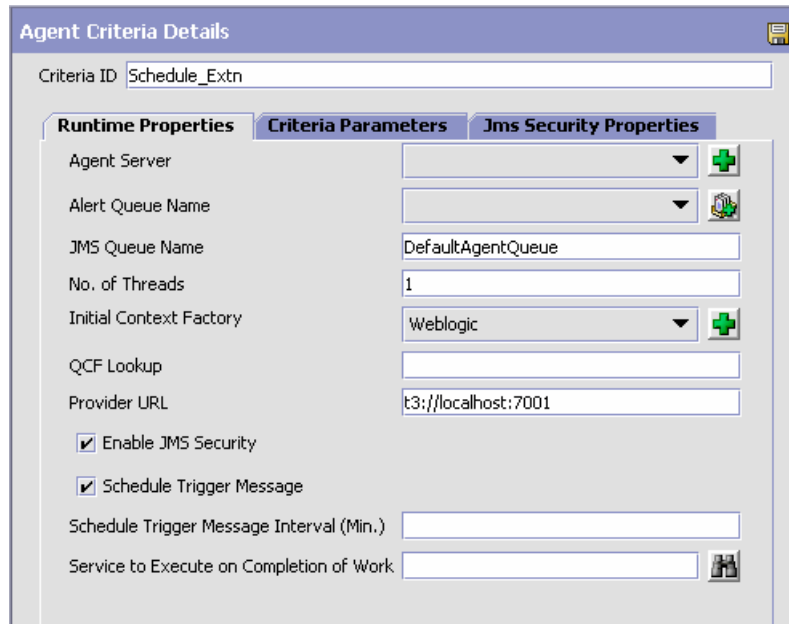 Agent Criteria Details
Criteria ID Schedule_Extn
Runtime Properties Criteria Parameters Jms Security Properties
Agent Server
Alert Queue Name
JMS Queue Name DefaultAgentQueue
No. of Threads 1
Initial Context Factory Weblogic
QCF Lookup
Provider URL t3://localhost:7001
Enable JMS Security
Schedule Trigger Message
Schedule Trigger Message Interval (Min.)
Service to Execute on Completion of Work